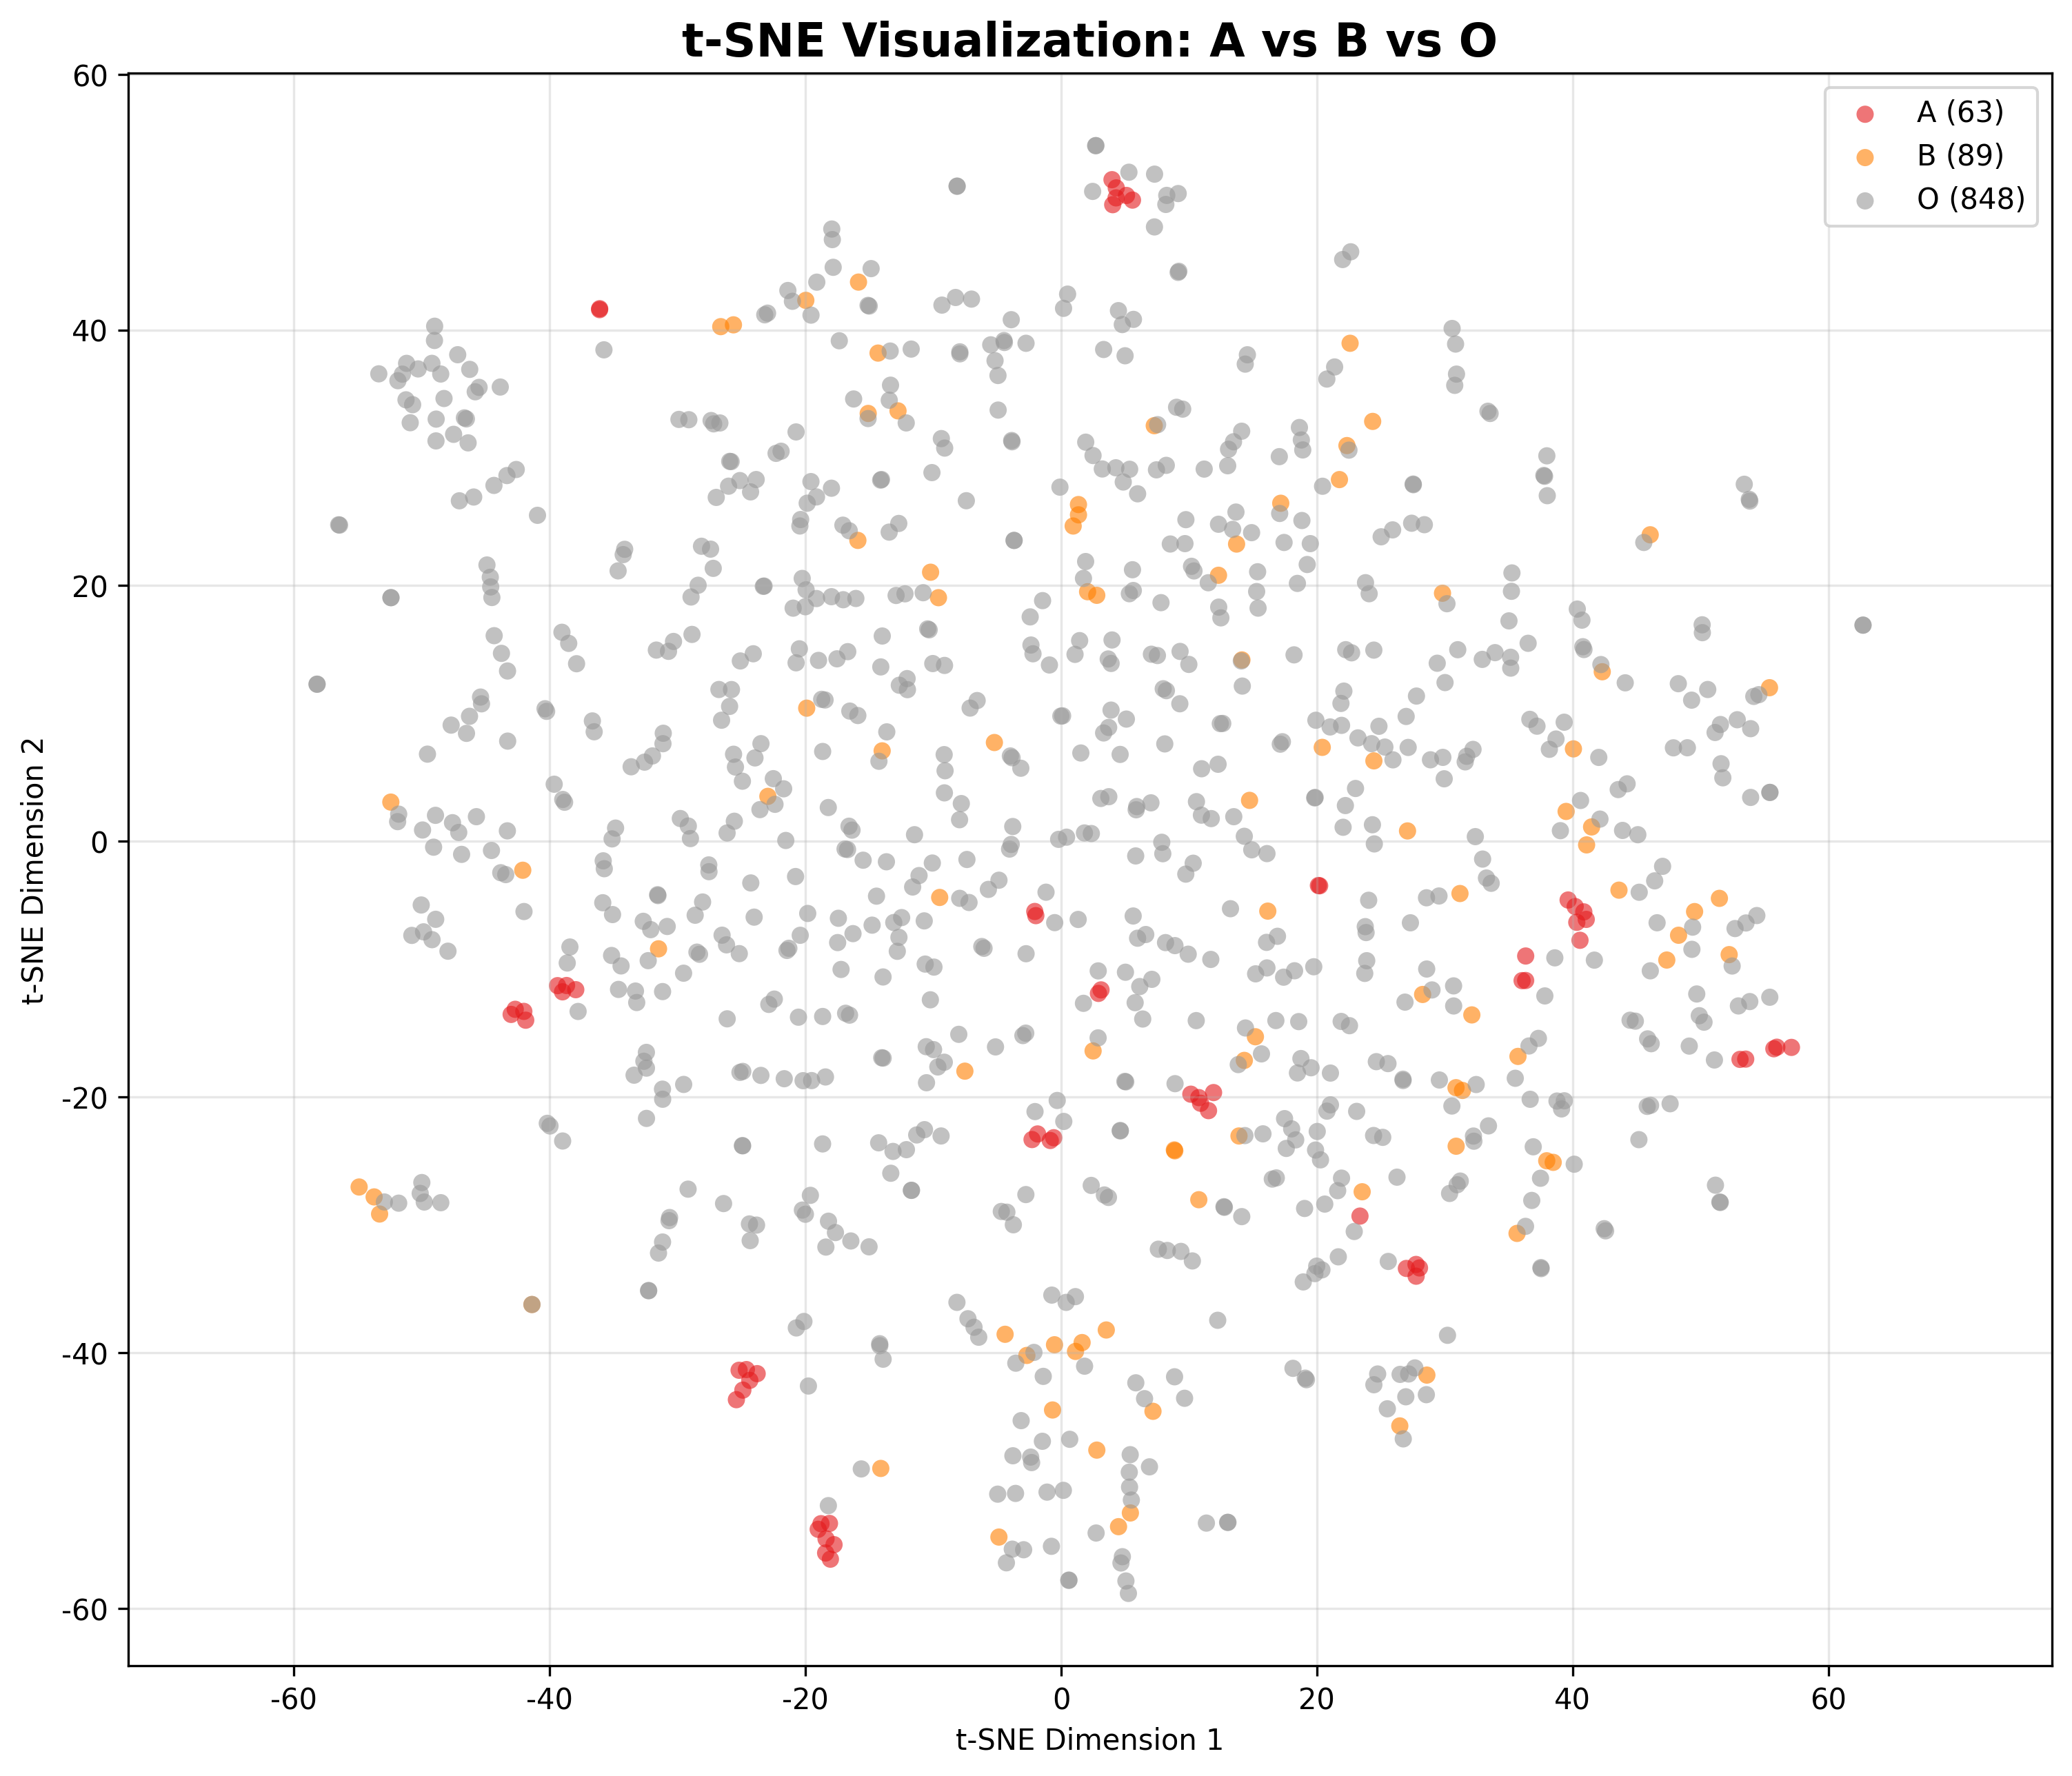 t-SNE Visualization: A vs B vs O
A (63)
B (89)
O (848)
60
40
20
0
-20
-40
-60
t-SNE Dimension 2
-60
-40
-20
0
20
40
60
t-SNE Dimension 1